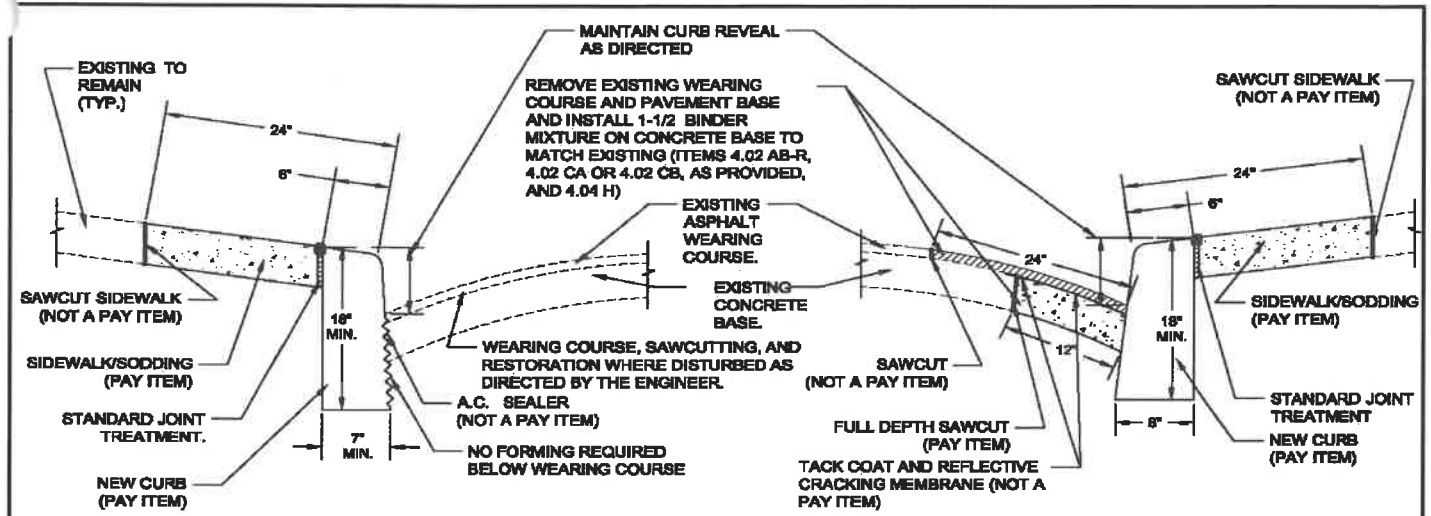 MAINTAIN CURB REVEAL
AS DIRECTED
EXISTING TO
REMAIN
(TYP.)
REMOVE EXISTING WEARING
COURSE AND PAVEMENT BASE
AND INSTALL 1-1/2 BINDER
MIXTURE ON CONCRETE BASE TO
MATCH EXISTING (ITEMS 4.02 AB-R,
4.02 CA OR 4.02 CB, AS PROVIDED,
AND 4.04 H)
SAWCUT SIDEWALK
(NOT A PAY ITEM)
24"
6"
24"
6"
EXISTING
ASPHALT
WEARING
COURSE.
24"
EXISTING
CONCRETE
BASE.
SAWCUT SIDEWALK
(NOT A PAY ITEM)
18"
MIN.
12"
18"
MIN.
SIDEWALK/SODDING
(PAY ITEM)
WEARING COURSE, SAWCUTTING, AND
RESTORATION WHERE DISTURBED AS
DIRECTED BY THE ENGINEER.
SAWCUT
(NOT A PAY ITEM)
SIDEWALK/SODDING
(PAY ITEM)
A.C. SEALER
(NOT A PAY ITEM)
STANDARD JOINT
TREATMENT.
STANDARD JOINT
TREATMENT
7"
MIN.
8"
FULL DEPTH SAWCUT
(PAY ITEM)
NO FORMING REQUIRED
BELOW WEARING COURSE
NEW CURB
(PAY ITEM)
TACK COAT AND REFLECTIVE
CRACKING MEMBRANE (NOT A
PAY ITEM)
NEW CURB
(PAY ITEM)